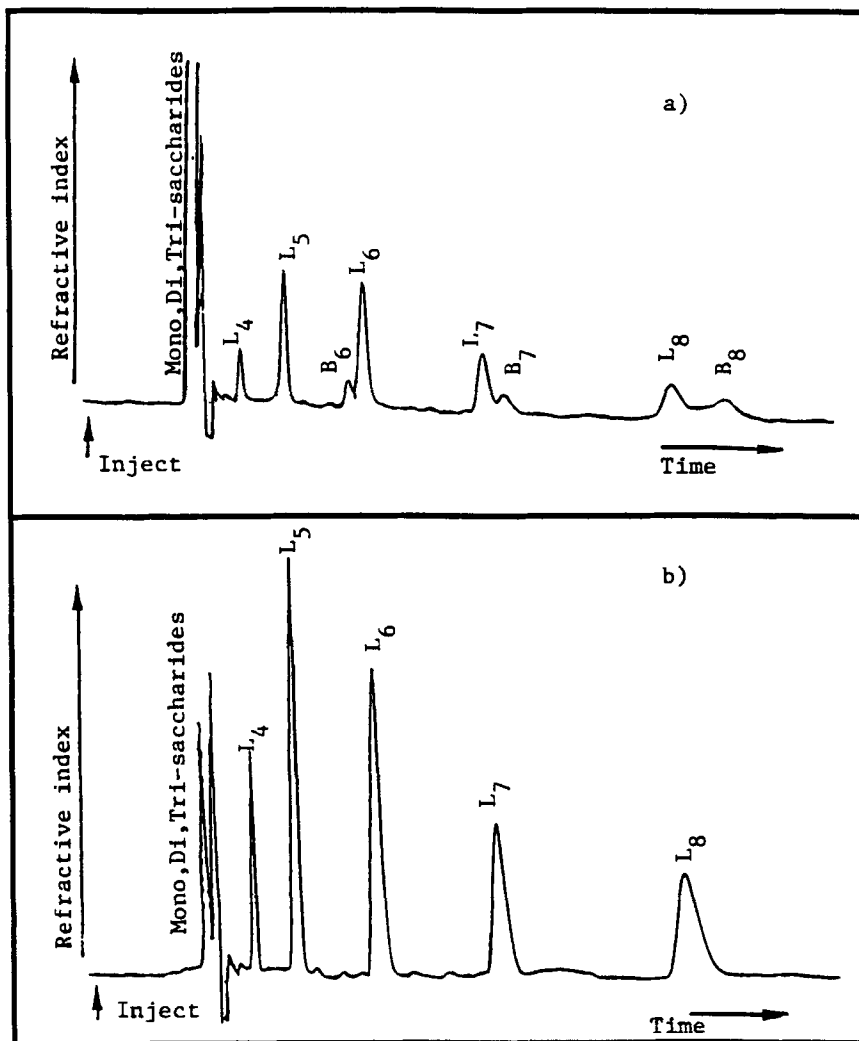 a)
Refractive index
Mono,Di,Tri-saccharides
L4
L5
B6
L6
L7
B7
L8
B8
Inject
Time
b)
Refractive index
Mono,Di,Tri-saccharides
L4
L5
L6
L7
L8
Inject
Time